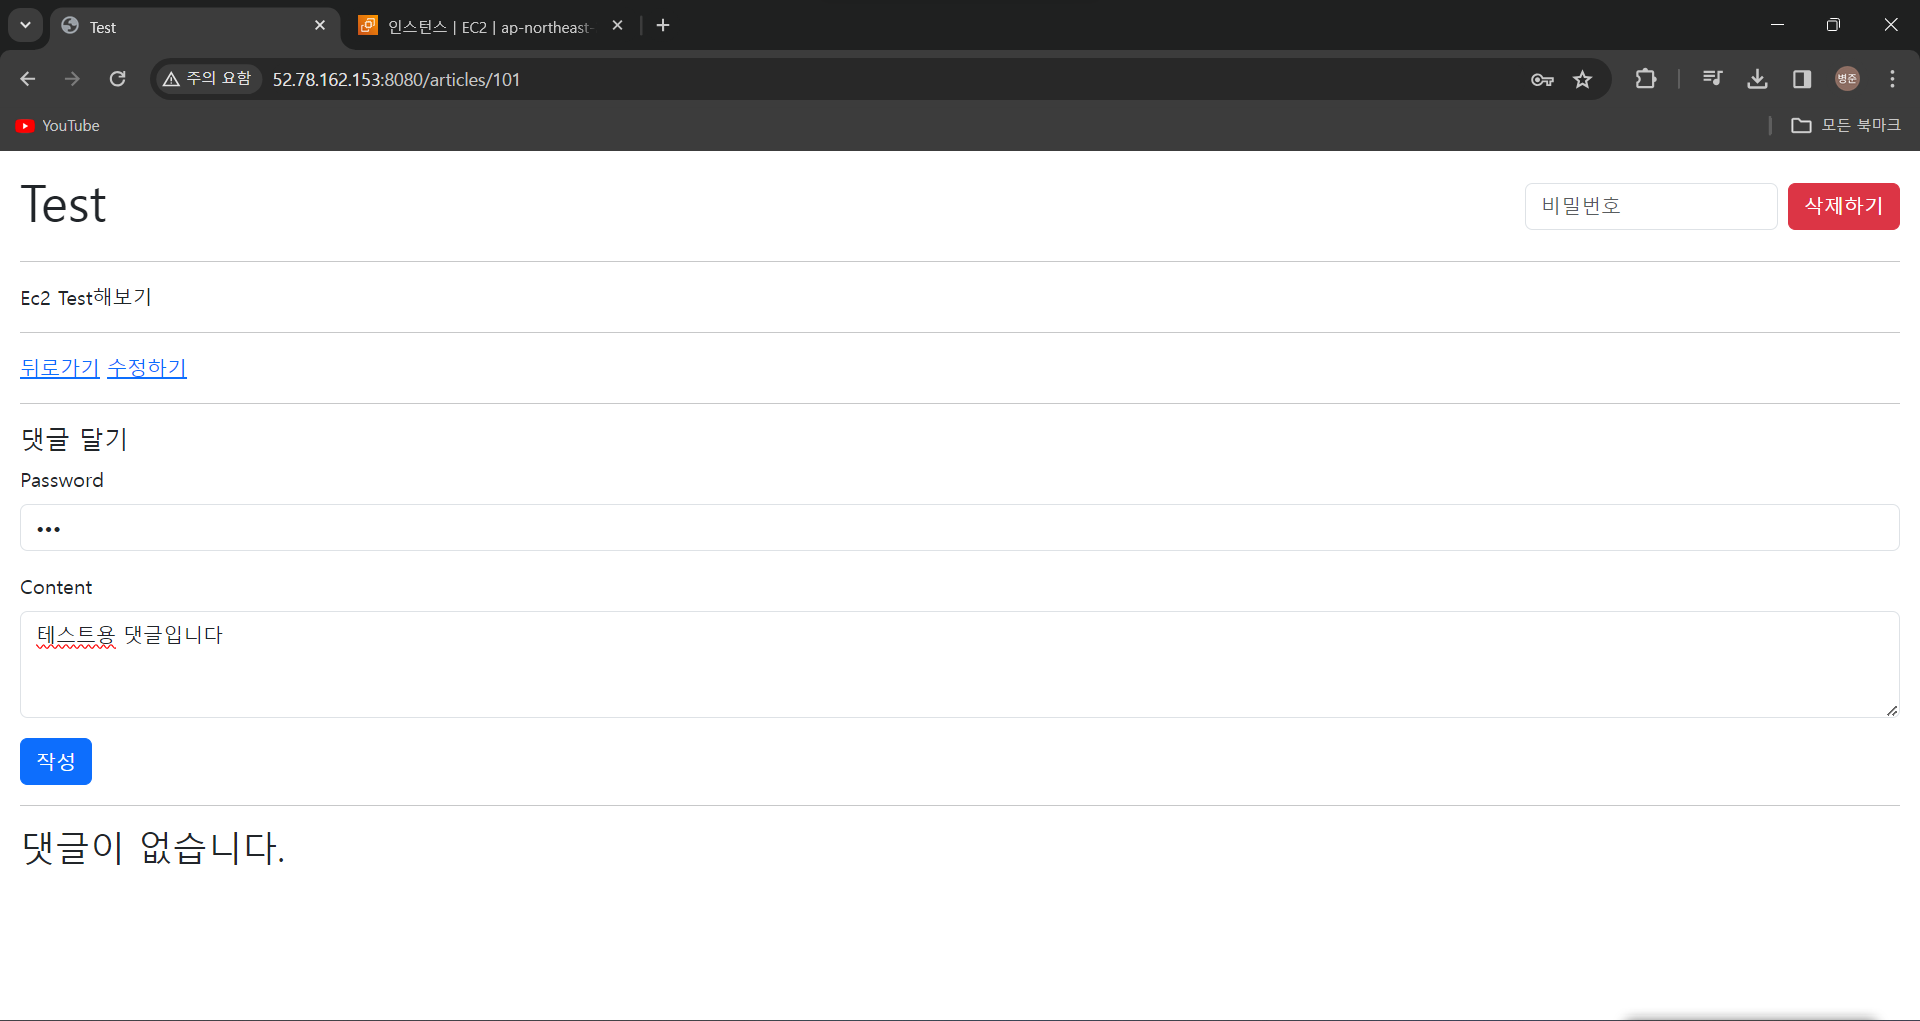 Test
인스턴스 | EC2 | ap-northeast-
주의 요함
52.78.162.153:8080/articles/101
병준
YouTube
모든 북마크
Test
비밀번호
삭제하기
Ec2 Test해보기
뒤로가기 수정하기
댓글 달기
Password
•••
Content
테스트용 댓글입니다
작성
댓글이 없습니다.